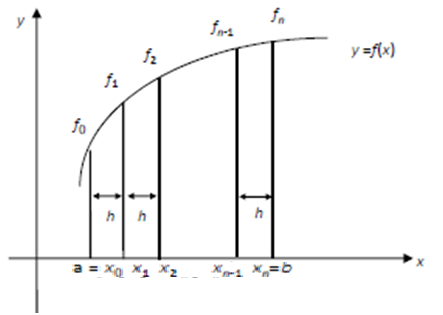 y
f₀ f₁ f₂ fₙ₋₁ fₙ
y =f(x)
h h h
a = x₀ x₁ x₂ xₙ₋₁ xₙ=b
x